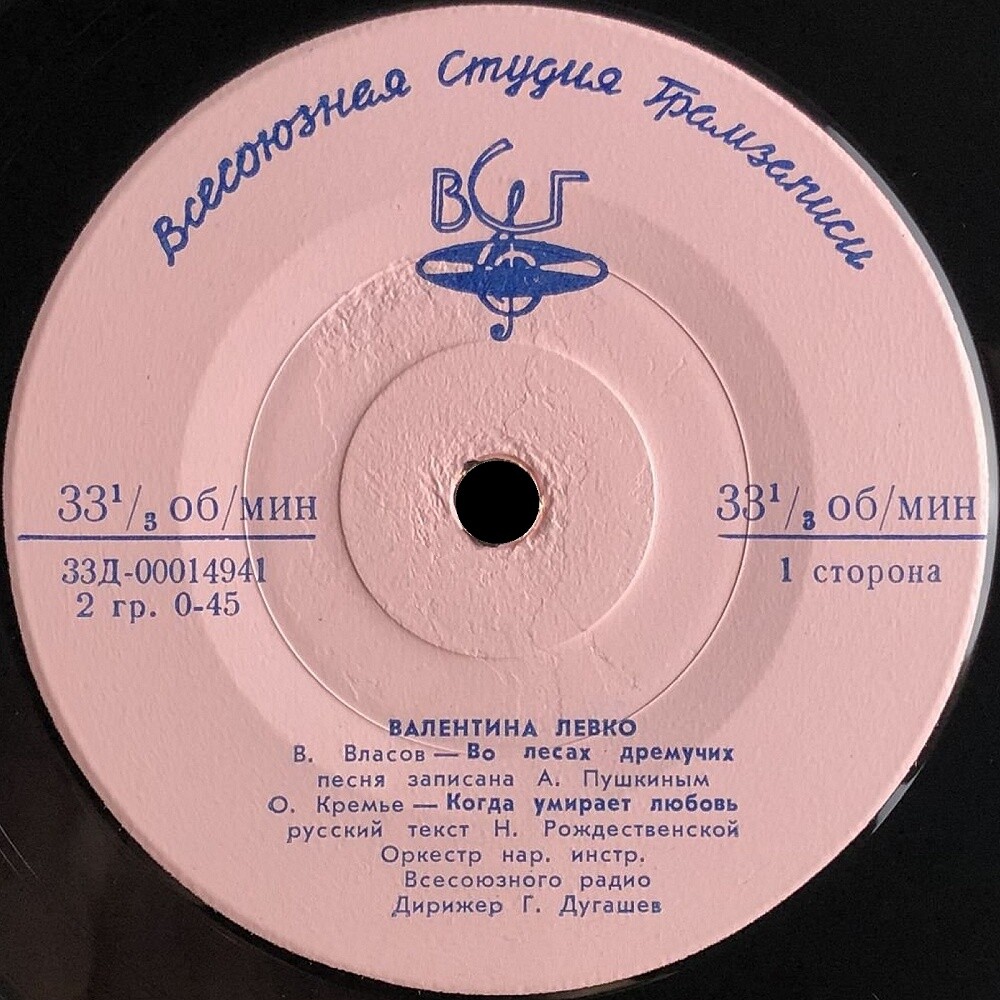 Всесоюзная Студия Грамзаписи
ВСГ
33¹/₃ об/мин
33Д-00014941
2 гр. 0-45
33¹/₃ об/мин
1 сторона
ВАЛЕНТИНА ЛЕВКО
В. Власов — Во лесах дремучих
песня записана А. Пушкиным
О. Кремье — Когда умирает любовь
русский текст Н. Рождественской
Оркестр нар. инстр.
Всесоюзного радио
Дирижер Г. Дугашев